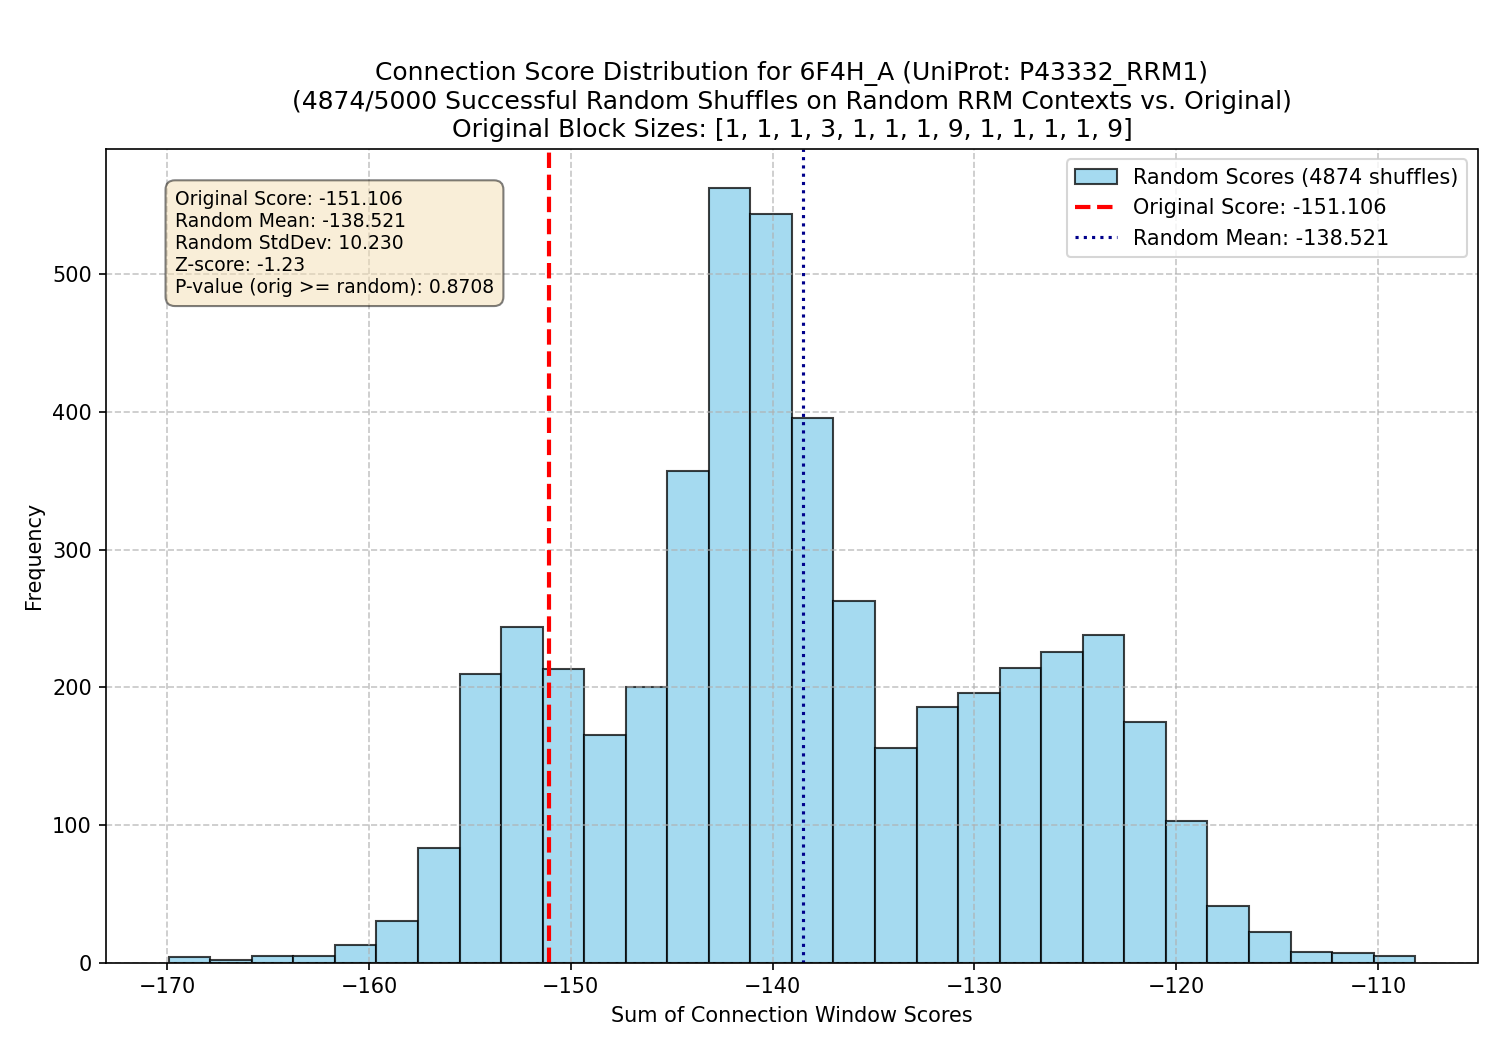 Connection Score Distribution for 6F4H_A (UniProt: P43332_RRM1)
(4874/5000 Successful Random Shuffles on Random RRM Contexts vs. Original)
Original Block Sizes: [1, 1, 1, 3, 1, 1, 1, 9, 1, 1, 1, 1, 9]
Original Score: -151.106
Random Mean: -138.521
Random StdDev: 10.230
Z-score: -1.23
P-value (orig >= random): 0.8708
Random Scores (4874 shuffles)
Original Score: -151.106
Random Mean: -138.521
Frequency
500
400
300
200
100
0
−170
−160
−150
−140
−130
−120
−110
Sum of Connection Window Scores